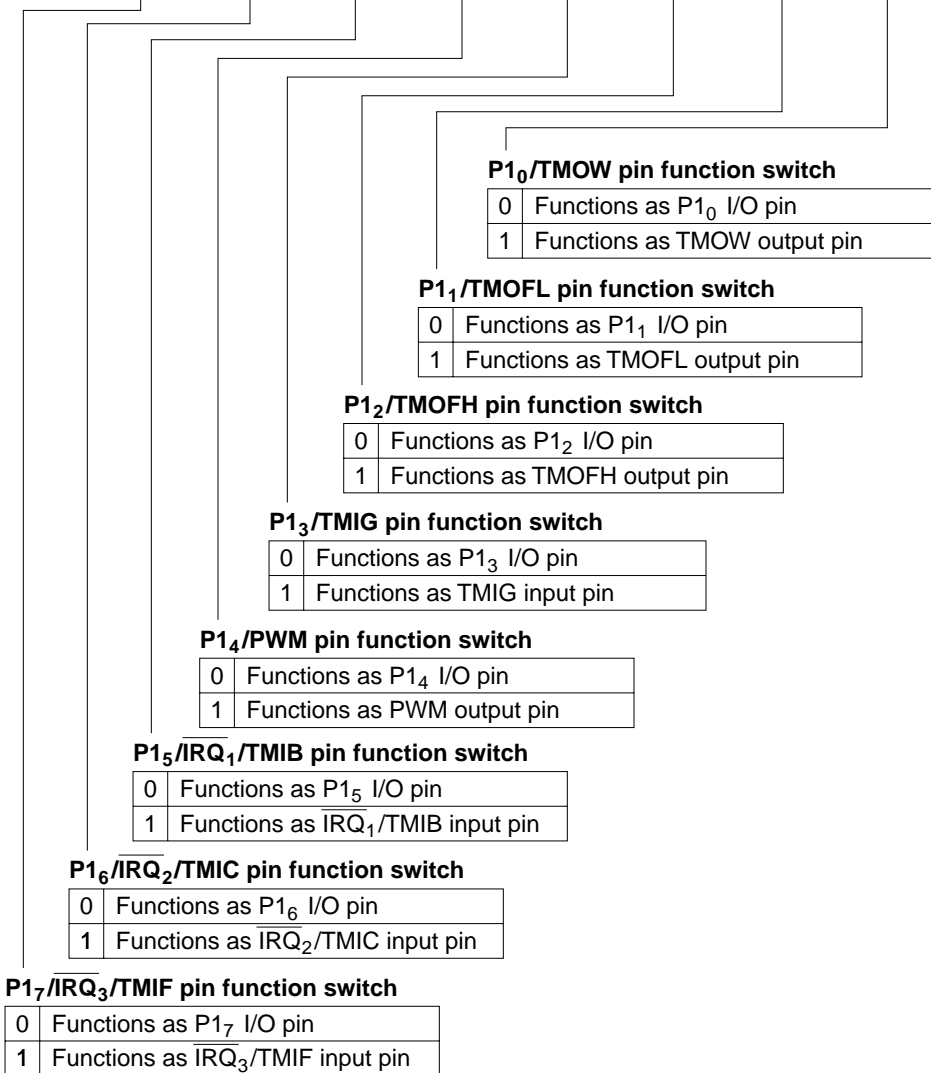 P1₀/TMOW pin function switch
0 Functions as P1₀ I/O pin
1 Functions as TMOW output pin
P1₁/TMOFL pin function switch
0 Functions as P1₁ I/O pin
1 Functions as TMOFL output pin
P1₂/TMOFH pin function switch
0 Functions as P1₂ I/O pin
1 Functions as TMOFH output pin
P1₃/TMIG pin function switch
0 Functions as P1₃ I/O pin
1 Functions as TMIG input pin
P1₄/PWM pin function switch
0 Functions as P1₄ I/O pin
1 Functions as PWM output pin
P1₅/I̅R̅Q̅₁/TMIB pin function switch
0 Functions as P1₅ I/O pin
1 Functions as I̅R̅Q̅₁/TMIB input pin
P1₆/I̅R̅Q̅₂/TMIC pin function switch
0 Functions as P1₆ I/O pin
1 Functions as I̅R̅Q̅₂/TMIC input pin
P1₇/I̅R̅Q̅₃/TMIF pin function switch
0 Functions as P1₇ I/O pin
1 Functions as I̅R̅Q̅₃/TMIF input pin